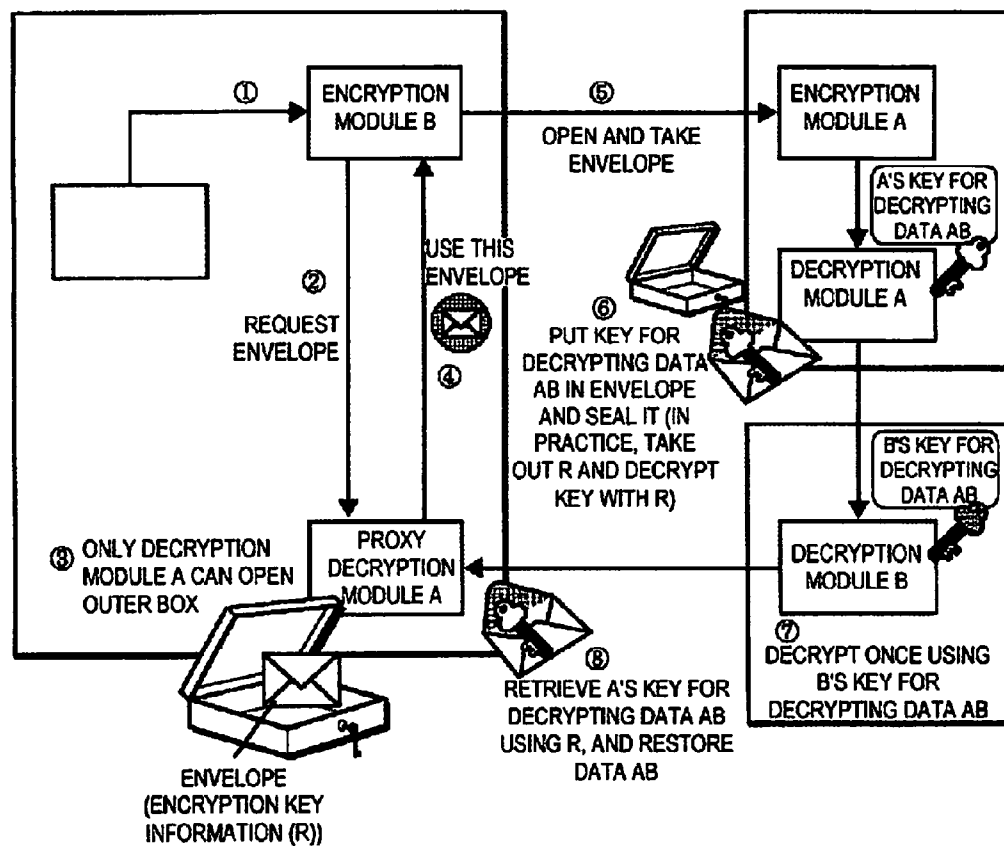 ①
ENCRYPTION
MODULE B
⑤
OPEN AND TAKE
ENVELOPE
ENCRYPTION
MODULE A
A'S KEY FOR
DECRYPTING
DATA AB
DECRYPTION
MODULE A
②
REQUEST
ENVELOPE
USE THIS
ENVELOPE
④
⑥
PUT KEY FOR
DECRYPTING DATA
AB IN ENVELOPE
AND SEAL IT (IN
PRACTICE, TAKE
OUT R AND DECRYPT
KEY WITH R)
B'S KEY FOR
DECRYPTING
DATA AB
DECRYPTION
MODULE B
⑦
DECRYPT ONCE USING
B'S KEY FOR
DECRYPTING DATA AB
③ ONLY DECRYPTION
MODULE A CAN OPEN
OUTER BOX
PROXY
DECRYPTION
MODULE A
⑧
RETRIEVE A'S KEY FOR
DECRYPTING DATA AB
USING R, AND RESTORE
DATA AB
ENVELOPE
(ENCRYPTION KEY
INFORMATION (R))